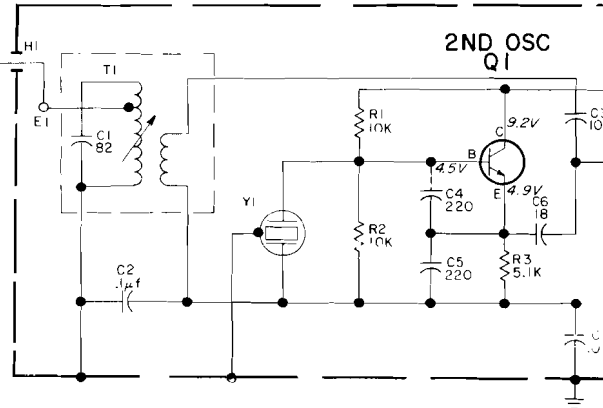 H1
T1
E1
C1
82
2ND OSC
Q1
R1
10K
9.2V
C
B
4.5V
E
4.9V
C4
220
C6
18
Y1
R2
10K
C5
220
R3
5.1K
C2
.1µf